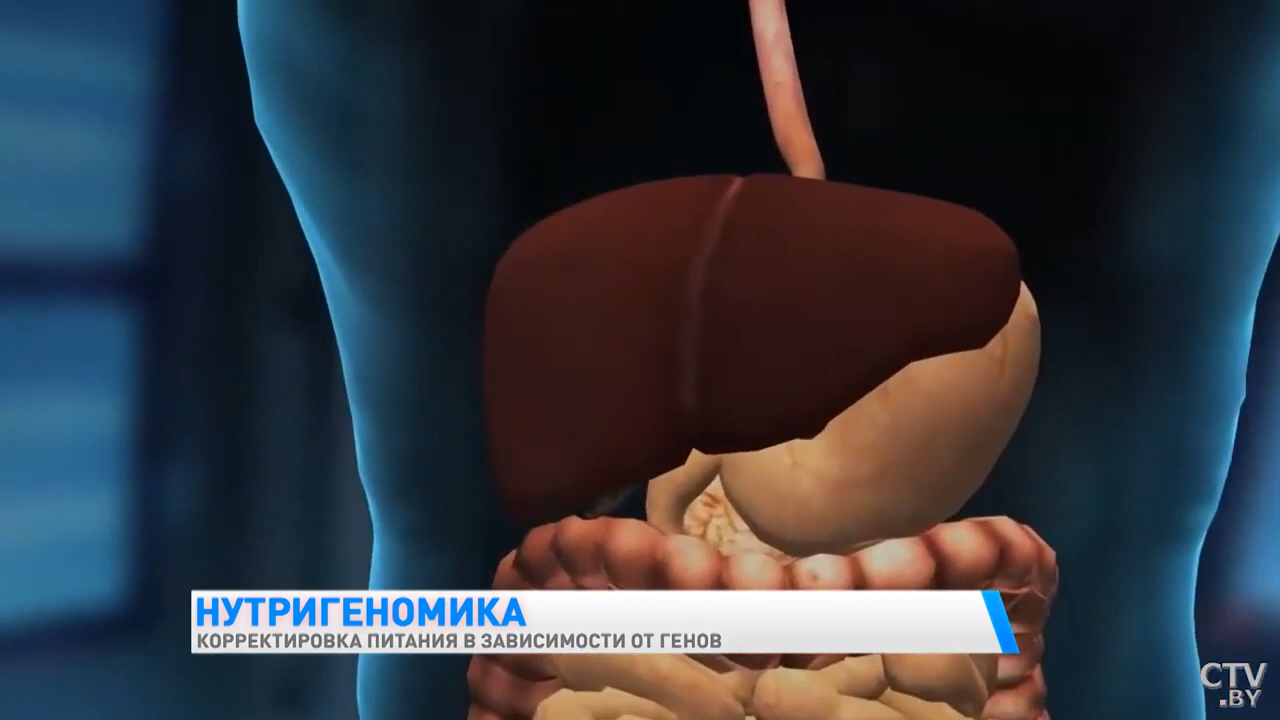 НУТРИГЕНОМИКА
КОРРЕКТИРОВКА ПИТАНИЯ В ЗАВИСИМОСТИ ОТ ГЕНОВ
CTV
.BY